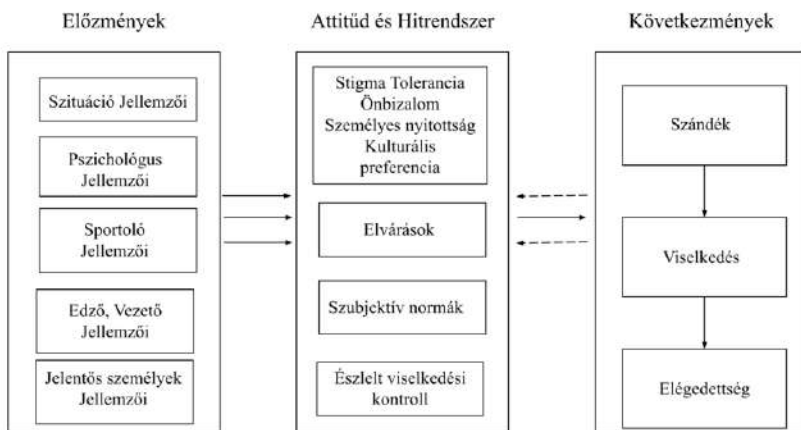 Előzmények
Szituáció Jellemzői
Pszichológus
Jellemzői
Sportoló
Jellemzői
Edző, Vezető
Jellemzői
Jelentős személyek
Jellemzői
Attitűd és Hitrendszer
Stigma Tolerancia
Önbizalom
Személyes nyitottság
Kulturális
preferencia
Elvárások
Szubjektív normák
Észlelt viselkedési
kontroll
Következmények
Szándék
Viselkedés
Elégedettség